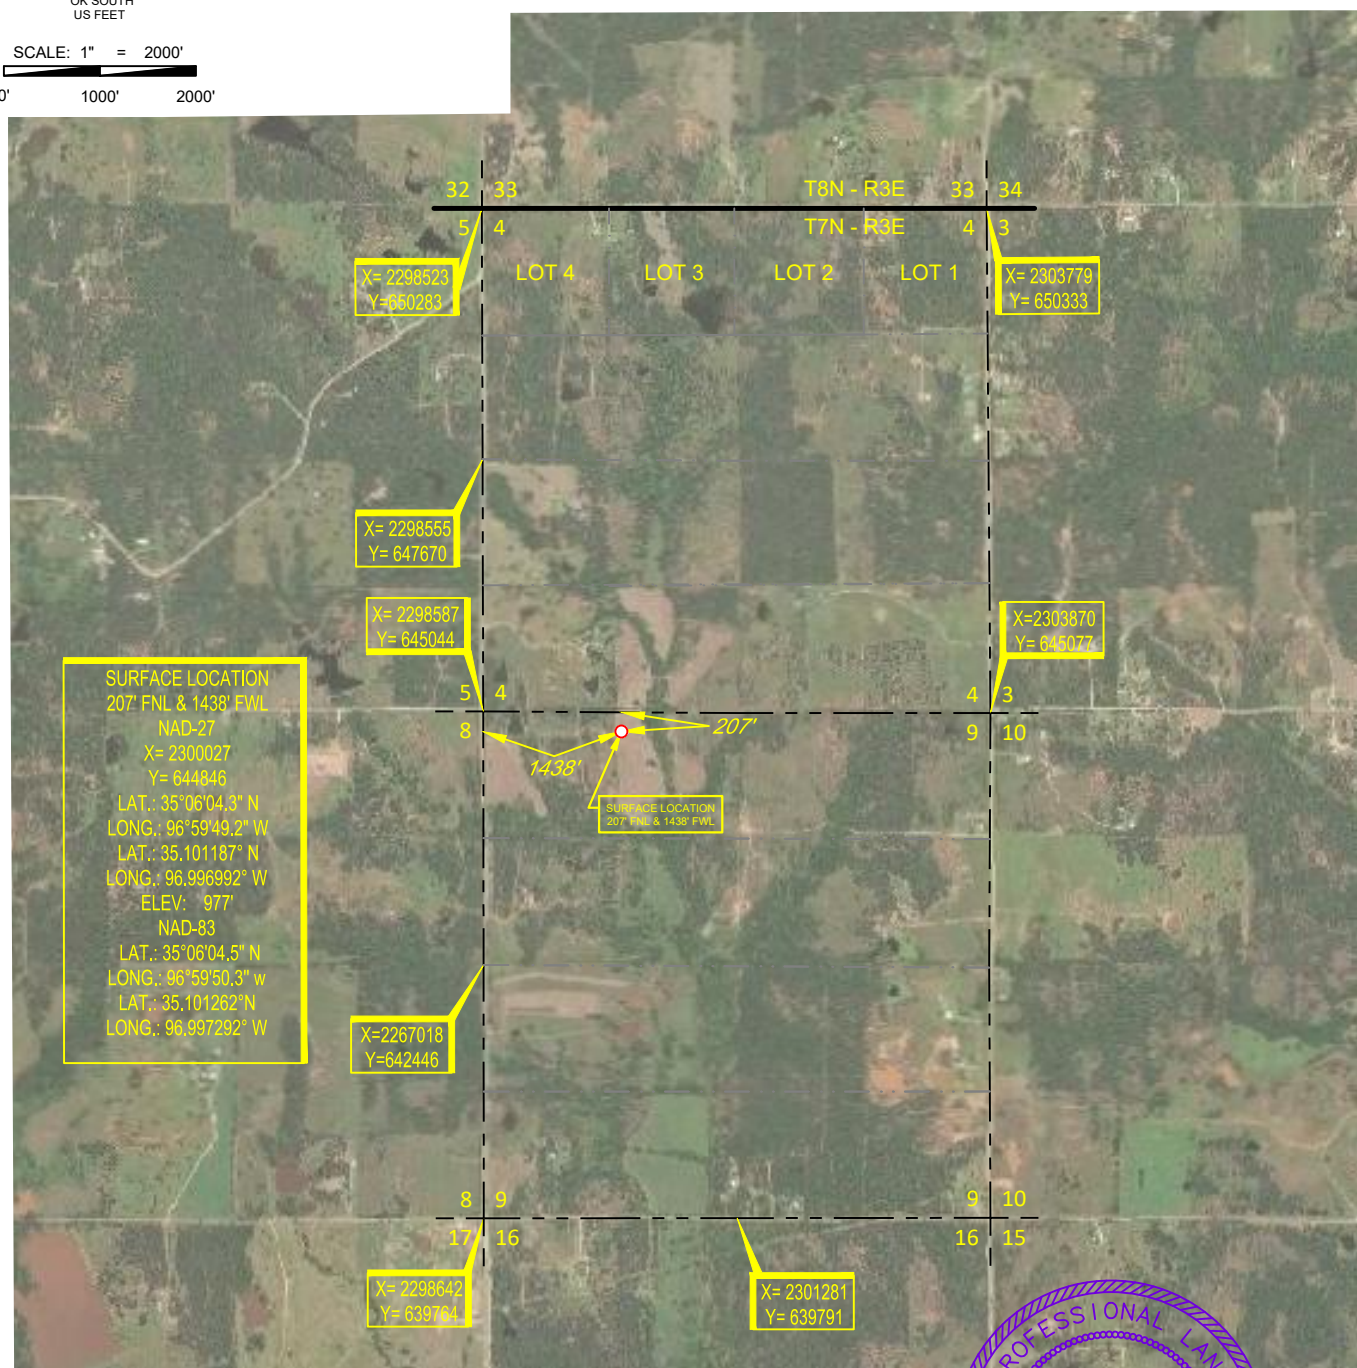 OK SOUTH
US FEET
SCALE: 1" = 2000'
0' 1000' 2000'
32 33 T8N - R3E 33 34
5 4 T7N - R3E 4 3
LOT 4 LOT 3 LOT 2 LOT 1
X= 2298523
Y=650283
X= 2303779
Y= 650333
X= 2298555
Y= 647670
X= 2298587
Y= 645044
X=2303870
Y= 645077
5 4 4 3
8 9 10
207'
1438'
SURFACE LOCATION
207' FNL & 1438' FWL
SURFACE LOCATION
207' FNL & 1438' FWL
NAD-27
X= 2300027
Y= 644846
LAT.: 35°06'04.3" N
LONG.: 96°59'49.2" W
LAT.: 35.101187° N
LONG.: 96.996992° W
ELEV: 977'
NAD-83
LAT.: 35°06'04.5" N
LONG.: 96°59'50.3" w
LAT.: 35.101262°N
LONG.: 96.997292° W
X=2267018
Y=642446
8 9 9 10
17 16 16 15
X= 2298642
Y= 639764
X= 2301281
Y= 639791
ROFESSIONAL LAN